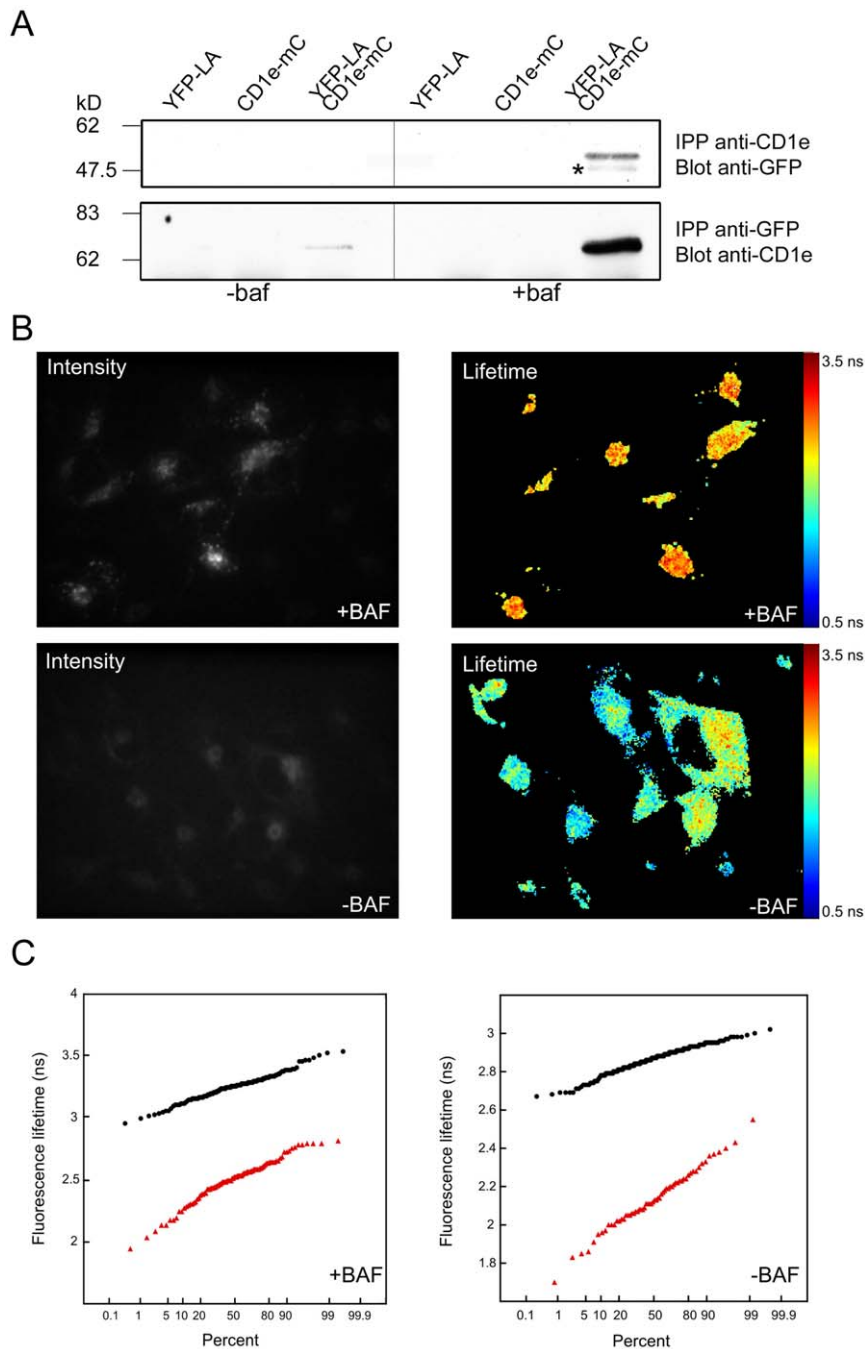 A
YFP-LA
CD1e-mC
YFP-LA
CD1e-mC
YFP-LA
CD1e-mC
YFP-LA
CD1e-mC
kD
62
47.5
*
IPP anti-CD1e
Blot anti-GFP
83
62
IPP anti-GFP
Blot anti-CD1e
-baf
+baf
B
Intensity
+BAF
Lifetime
+BAF
3.5 ns
0.5 ns
Intensity
-BAF
Lifetime
-BAF
3.5 ns
0.5 ns
C
Fluorescence lifetime (ns)
4
3.5
3
2.5
2
+BAF
0.1 1 5 10 20 50 80 90 99 99.9
Percent
Fluorescence lifetime (ns)
3
2.8
2.6
2.4
2.2
2
1.8
-BAF
0.1 1 5 10 20 50 80 90 99 99.9
Percent